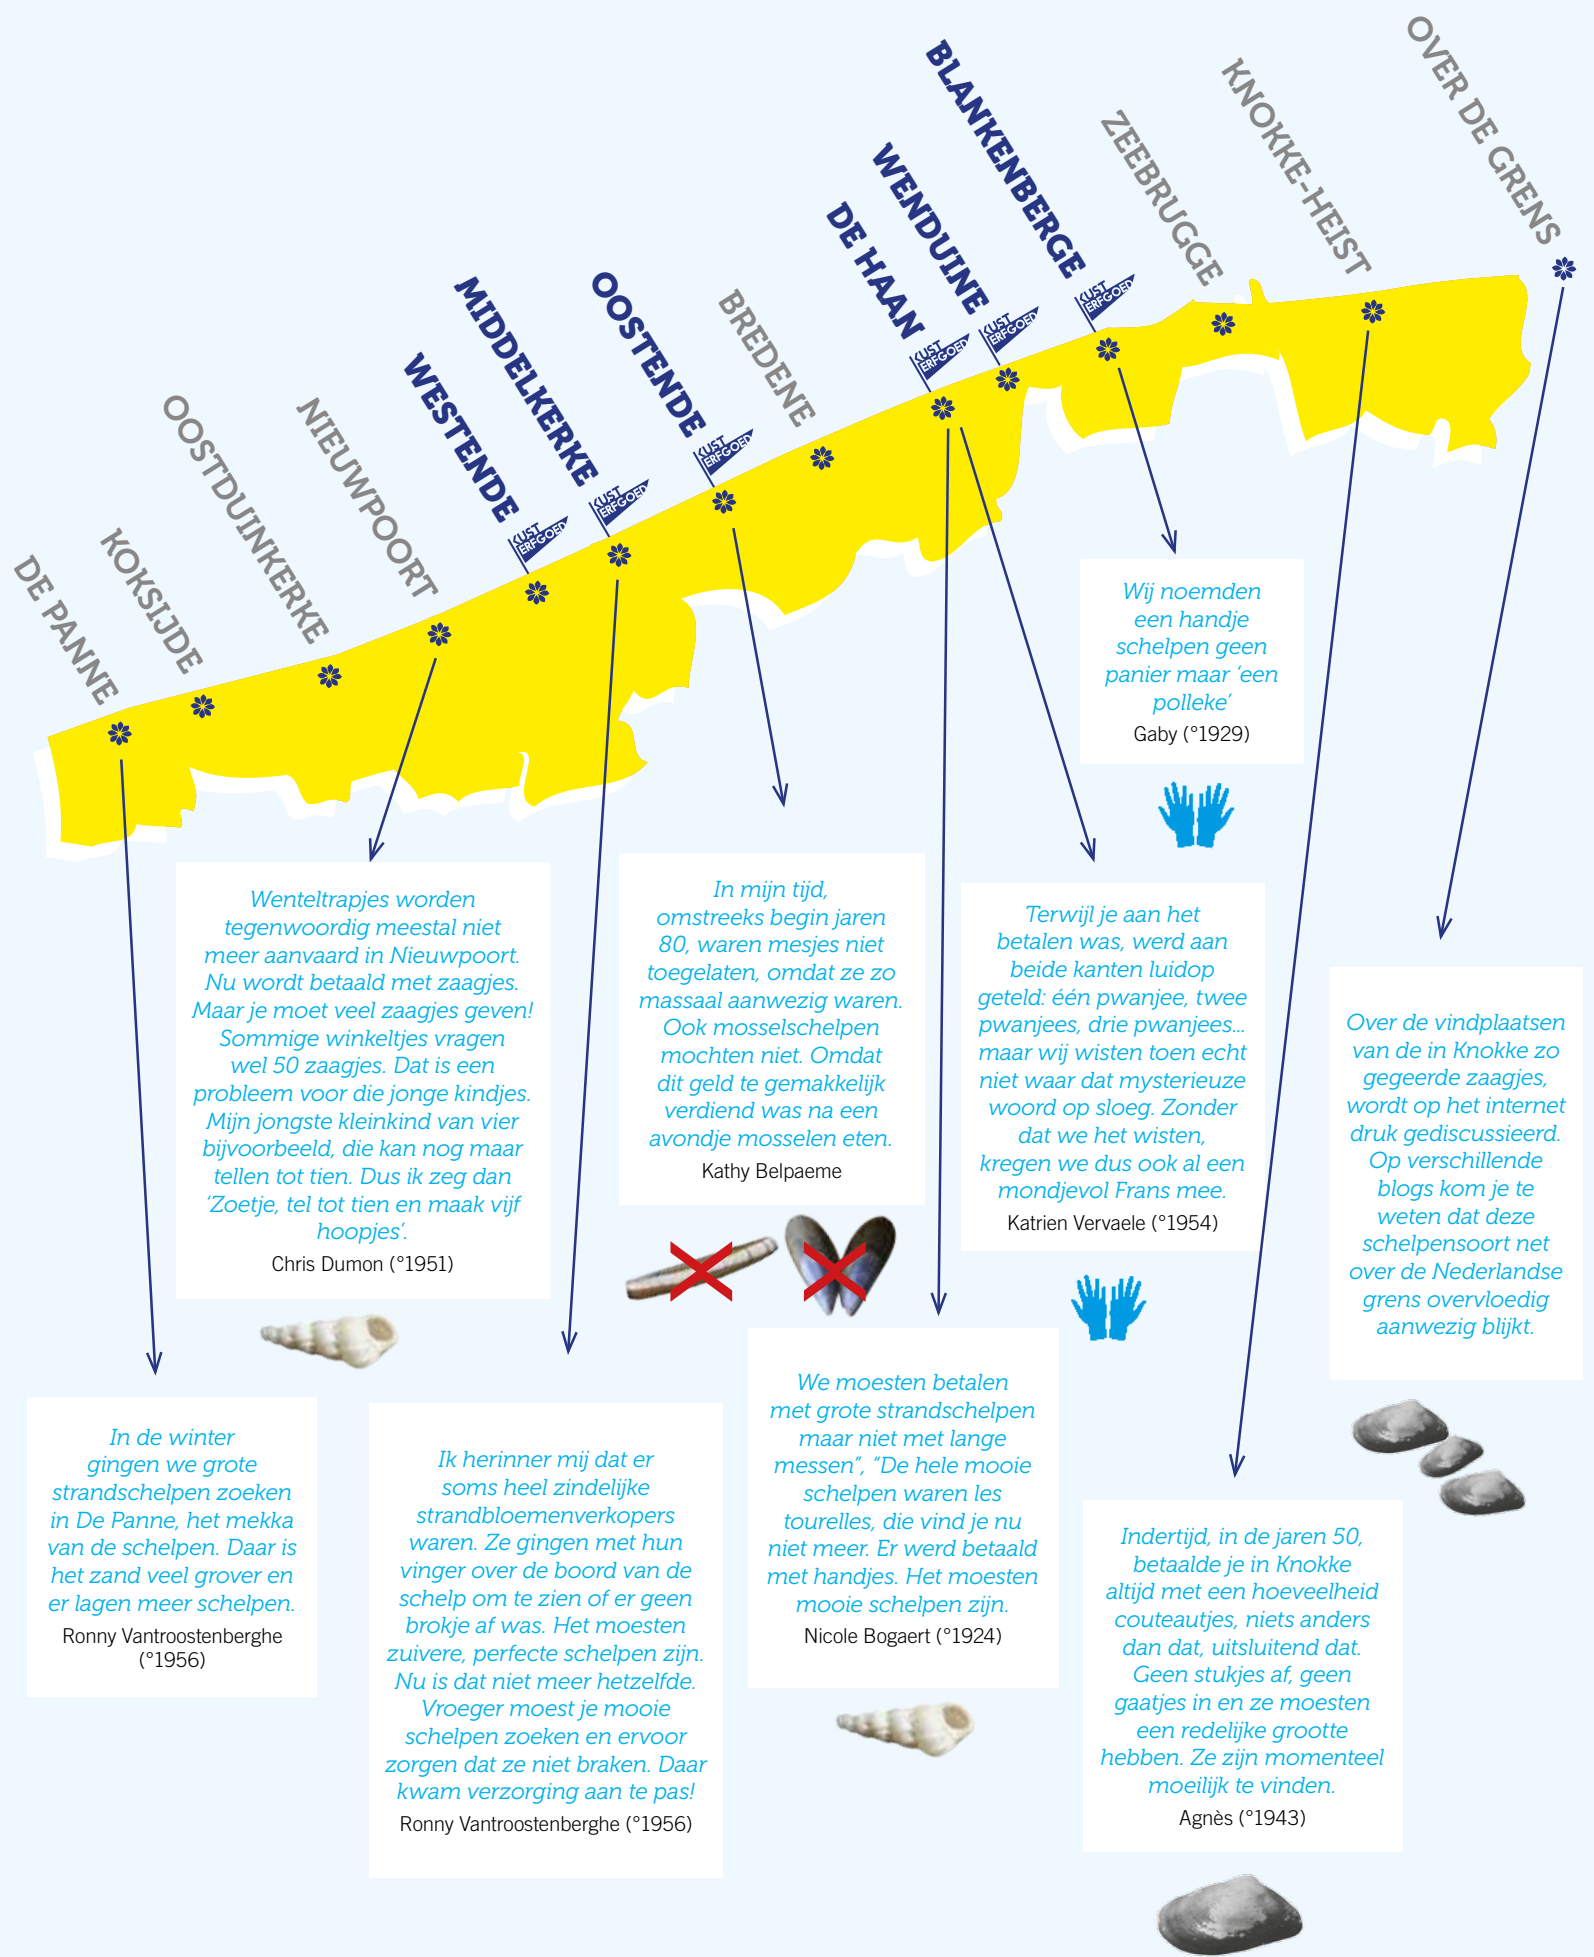 DE PANNE
KOKSIJDE
OOSTDUINKERKE
NIEUWPOORT
WESTENDE
MIDDELKERKE
OOSTENDE
BREDENE
DE HAAN
WENDUINE
BLANKENBERGE
ZEEBRUGGE
KNOKKE-HEIST
OVER DE GRENS
KUST
ERFGOED
KUST
ERFGOED
KUST
ERFGOED
KUST
ERFGOED
KUST
ERFGOED
KUST
ERFGOED
Wij noemden
een handje
schelpen geen
panier maar ‘een
polleke’
Gaby (°1929)
Wenteltrapjes worden
tegenwoordig meestal niet
meer aanvaard in Nieuwpoort.
Nu wordt betaald met zaagjes.
Maar je moet veel zaagjes geven!
Sommige winkeltjes vragen
wel 50 zaagjes. Dat is een
probleem voor die jonge kindjes.
Mijn jongste kleinkind van vier
bijvoorbeeld, die kan nog maar
tellen tot tien. Dus ik zeg dan
‘Zoetje, tel tot tien en maak vijf
hoopjes’.
Chris Dumon (°1951)
In mijn tijd,
omstreeks begin jaren
80, waren mesjes niet
toegelaten, omdat ze zo
massaal aanwezig waren.
Ook mosselschelpen
mochten niet. Omdat
dit geld te gemakkelijk
verdiend was na een
avondje mosselen eten.
Kathy Belpaeme
Terwijl je aan het
betalen was, werd aan
beide kanten luidop
geteld: één pwanjee, twee
pwanjees, drie pwanjees...
maar wij wisten toen echt
niet waar dat mysterieuze
woord op sloeg. Zonder
dat we het wisten,
kregen we dus ook al een
mondjevol Frans mee.
Katrien Vervaele (°1954)
Over de vindplaatsen
van de in Knokke zo
gegeerde zaagjes,
wordt op het internet
druk gediscussieerd.
Op verschillende
blogs kom je te
weten dat deze
schelpensoort net
over de Nederlandse
grens overvloedig
aanwezig blijkt.
In de winter
gingen we grote
strandschelpen zoeken
in De Panne, het mekka
van de schelpen. Daar is
het zand veel grover en
er lagen meer schelpen.
Ronny Vantroostenberghe
(°1956)
Ik herinner mij dat er
soms heel zindelijke
strandbloemenverkopers
waren. Ze gingen met hun
vinger over de boord van de
schelp om te zien of er geen
brokje af was. Het moesten
zuivere, perfecte schelpen zijn.
Nu is dat niet meer hetzelfde.
Vroeger moest je mooie
schelpen zoeken en ervoor
zorgen dat ze niet braken. Daar
kwam verzorging aan te pas!
Ronny Vantroostenberghe (°1956)
We moesten betalen
met grote strandschelpen
maar niet met lange
messen”, “De hele mooie
schelpen waren les
tourelles, die vind je nu
niet meer. Er werd betaald
met handjes. Het moesten
mooie schelpen zijn.
Nicole Bogaert (°1924)
Indertijd, in de jaren 50,
betaalde je in Knokke
altijd met een hoeveelheid
couteautjes, niets anders
dan dat, uitsluitend dat.
Geen stukjes af, geen
gaatjes in en ze moesten
een redelijke grootte
hebben. Ze zijn momenteel
moeilijk te vinden.
Agnès (°1943)